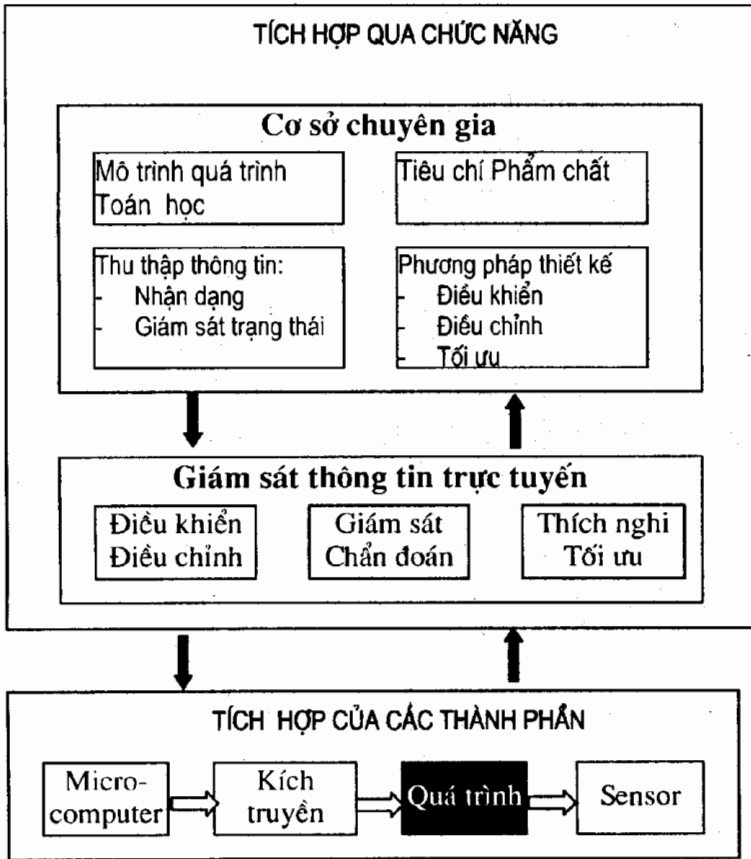 TÍCH HỢP QUA CHỨC NĂNG
Cơ sở chuyên gia
Mô trình quá trình
Toán học
Tiêu chí Phẩm chất
Thu thập thông tin:
- Nhận dạng
- Giám sát trạng thái
Phương pháp thiết kế
- Điều khiển
- Điều chỉnh
- Tối ưu
Giám sát thông tin trực tuyến
Điều khiển
Điều chỉnh
Giám sát
Chẩn đoán
Thích nghi
Tối ưu
TÍCH HỢP CỦA CÁC THÀNH PHẦN
Micro-
computer
Kích
truyền
Quá trình
Sensor